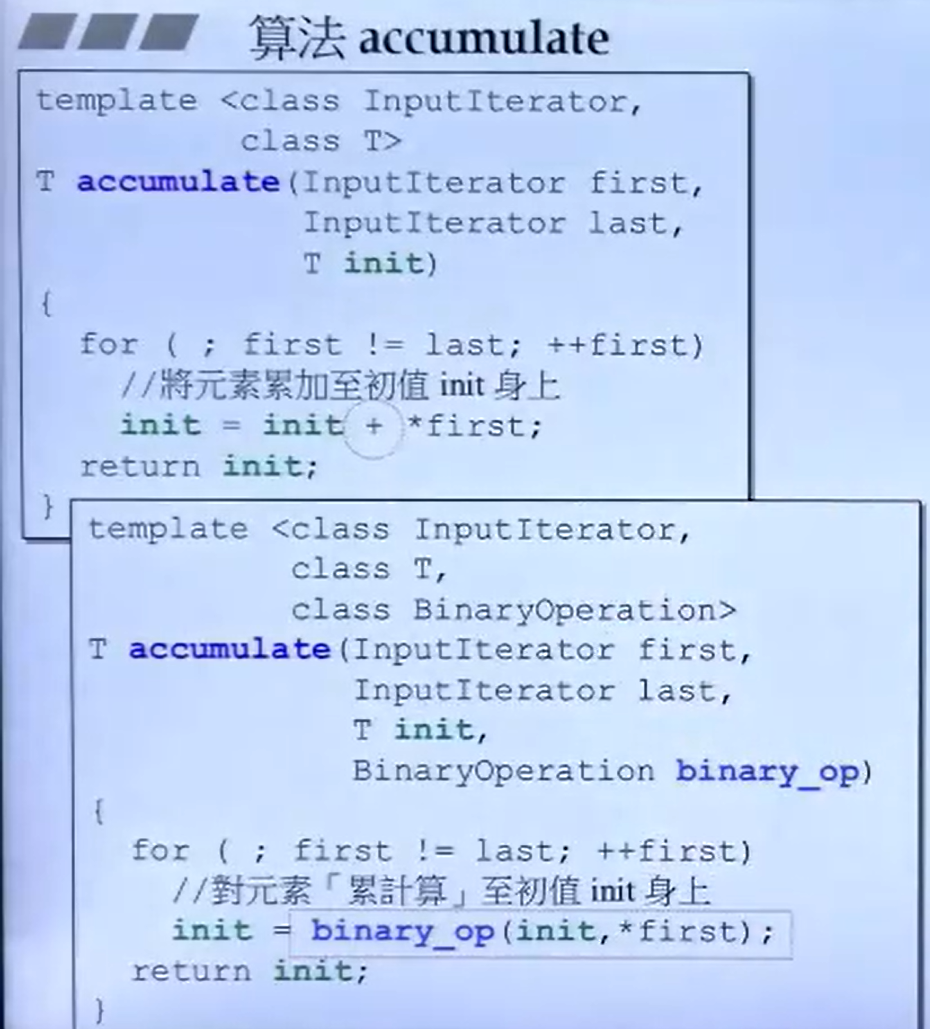 算法 accumulate
template <class InputIterator,
class T>
T accumulate(InputIterator first,
InputIterator last,
T init)
{
for ( ; first != last; ++first)
//將元素累加至初值 init 身上
init = init + *first;
return init;
}
template <class InputIterator,
class T,
class BinaryOperation>
T accumulate(InputIterator first,
InputIterator last,
T init,
BinaryOperation binary_op)
{
for ( ; first != last; ++first)
//對元素「累計算」至初值 init 身上
init = binary_op(init,*first);
return init;
}